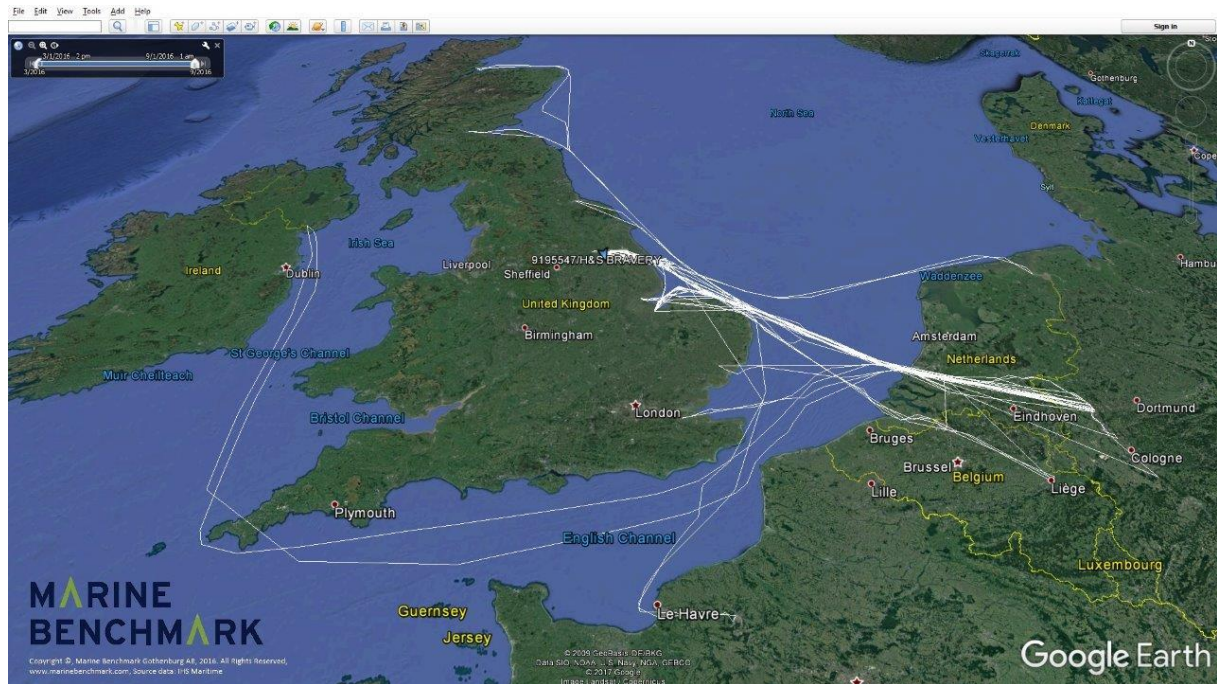 File Edit View Tools Add Help
Sign in
3/1/2016 2 pm 9/1/2016 1 am
3/2016 9/2016
Skagerrak
Gothenburg
Kattegat
North Sea
Denmark
Vesterhavet
Cope
Sylt
Irish Sea
Ireland
Dublin
Liverpool
9195547/H&S BRAVERY
Sheffield
Waddenzee
Hambu
United Kingdom
Birmingham
Amsterdam
Netherlands
St George's Channel
Muir Cheilteach
Bristol Channel
London
Eindhoven
Dortmund
Bruges
Cologne
Brussel
Belgium
Liège
Lille
Plymouth
English Channel
Luxembourg
Guernsey
Jersey
Le-Havre
MARINE
BENCHMARK
Copyright ©, Marine Benchmark Gothenburg AB, 2016. All Rights Reserved,
www.marinebenchmark.com, Source data: IHS Maritime
© 2009 GeoBasis-DE/BKG
Data SIO, NOAA, U.S. Navy, NGA, GEBCO
© 2017 Google
Image Landsat / Copernicus
Google Earth